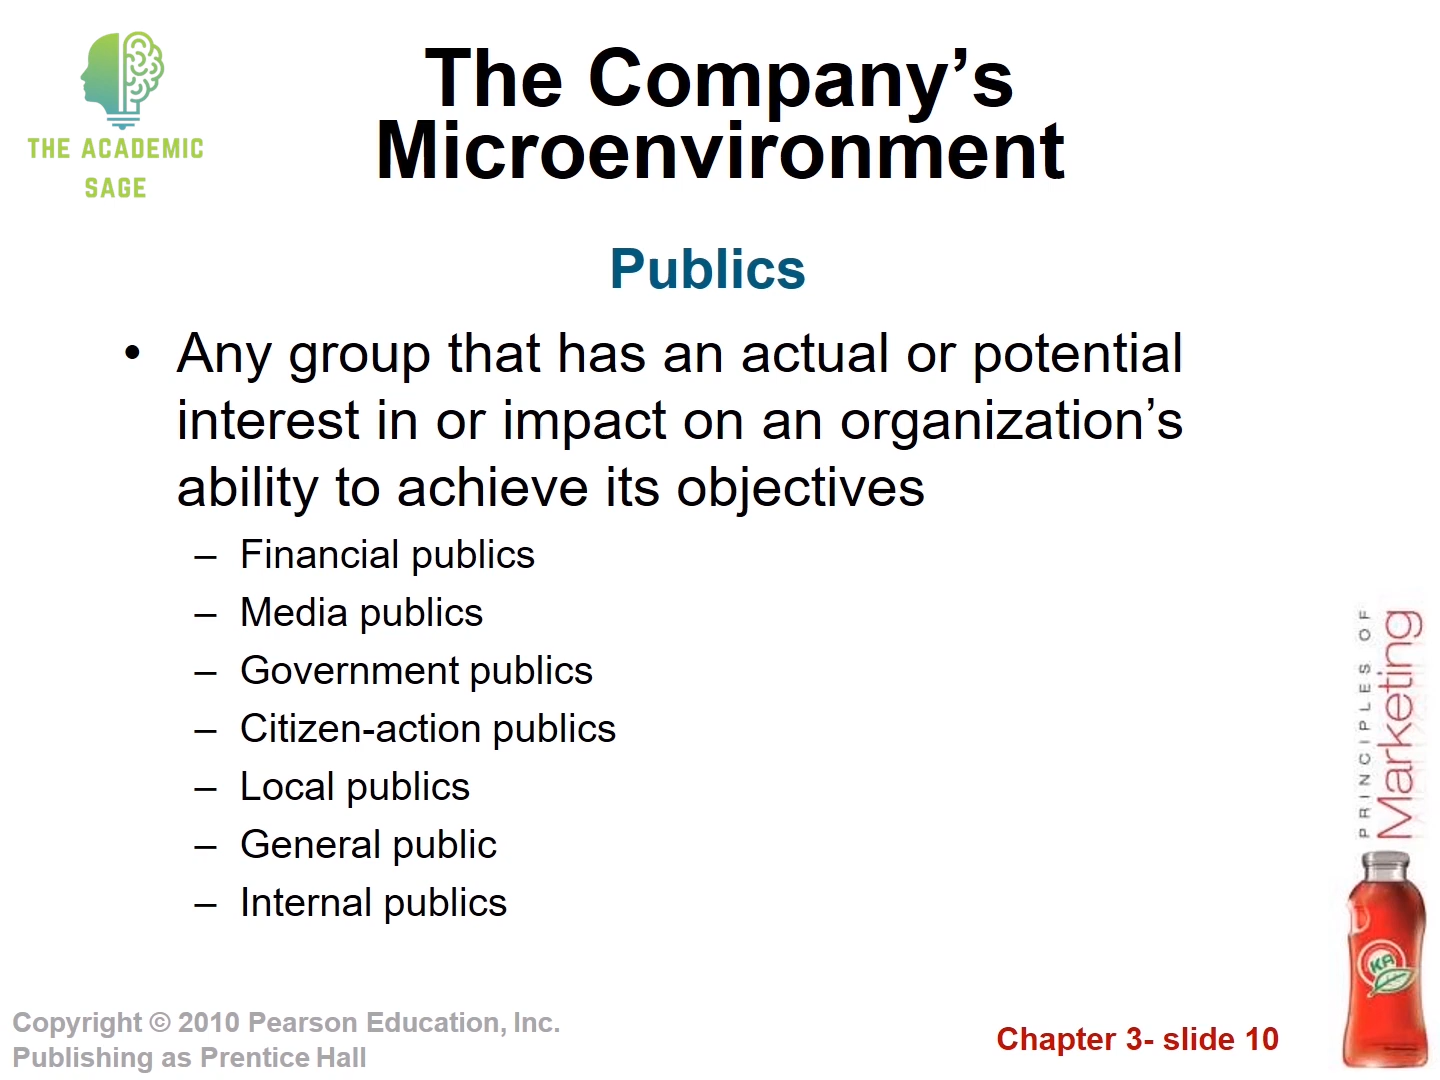 THE ACADEMIC
SAGE
The Company’s
Microenvironment
Publics
• Any group that has an actual or potential
interest in or impact on an organization’s
ability to achieve its objectives
– Financial publics
– Media publics
– Government publics
– Citizen-action publics
– Local publics
– General public
– Internal publics
PRINCIPLES OF
Marketing
KA
Copyright © 2010 Pearson Education, Inc.
Publishing as Prentice Hall
Chapter 3- slide 10